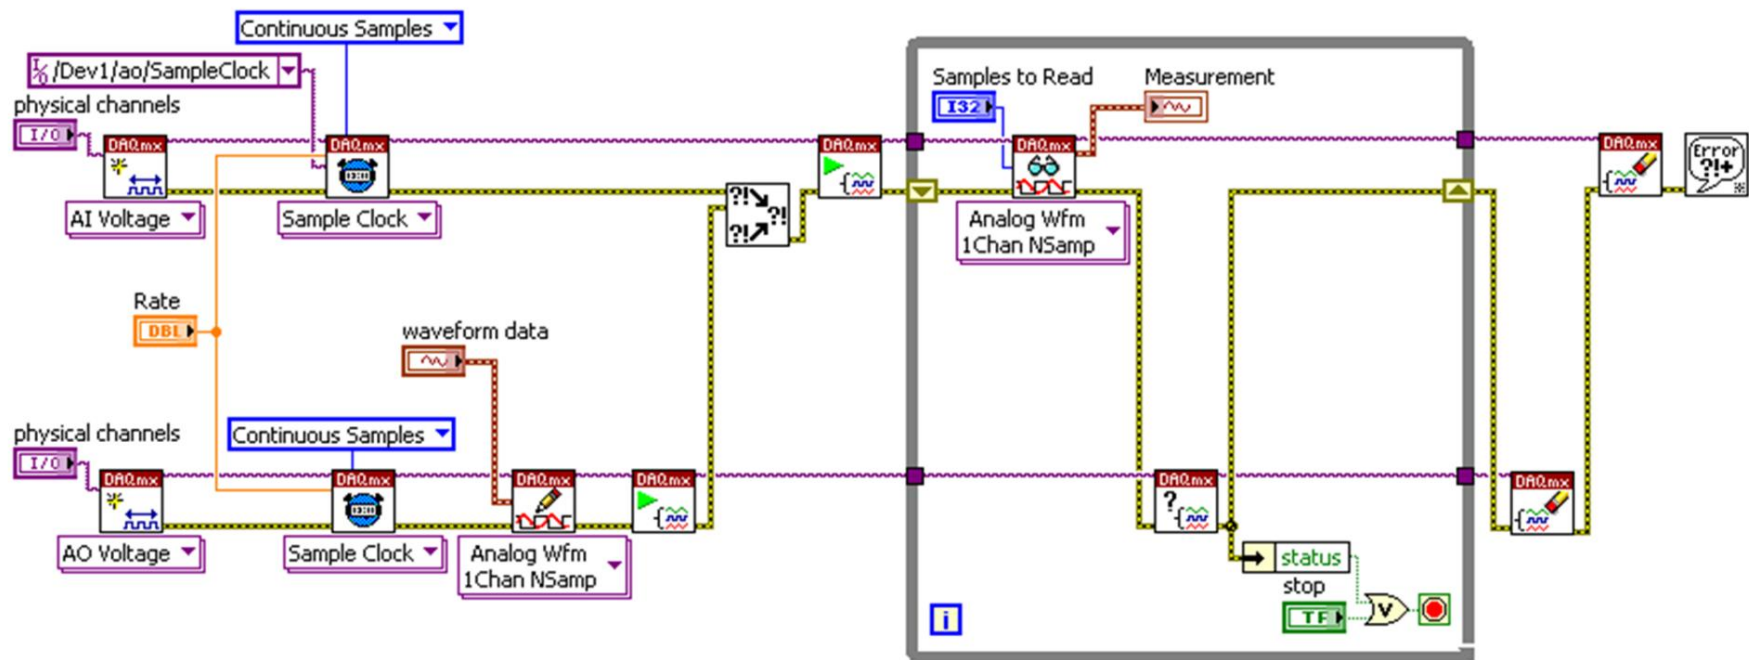 Continuous Samples
I/O /Dev1/ao/SampleClock
physical channels
I/O
DAQmx
AI Voltage
DAQmx
Sample Clock
?! ?! ?!
DAQmx
Samples to Read
I32
Measurement
DAQmx
Analog Wfm
1Chan NSamp
DAQmx
Error
?!+
Rate
DBL
waveform data
physical channels
I/O
DAQmx
AO Voltage
Continuous Samples
DAQmx
Sample Clock
DAQmx
Analog Wfm
1Chan NSamp
DAQmx
DAQmx
?
status
stop
TF
V
i
DAQmx